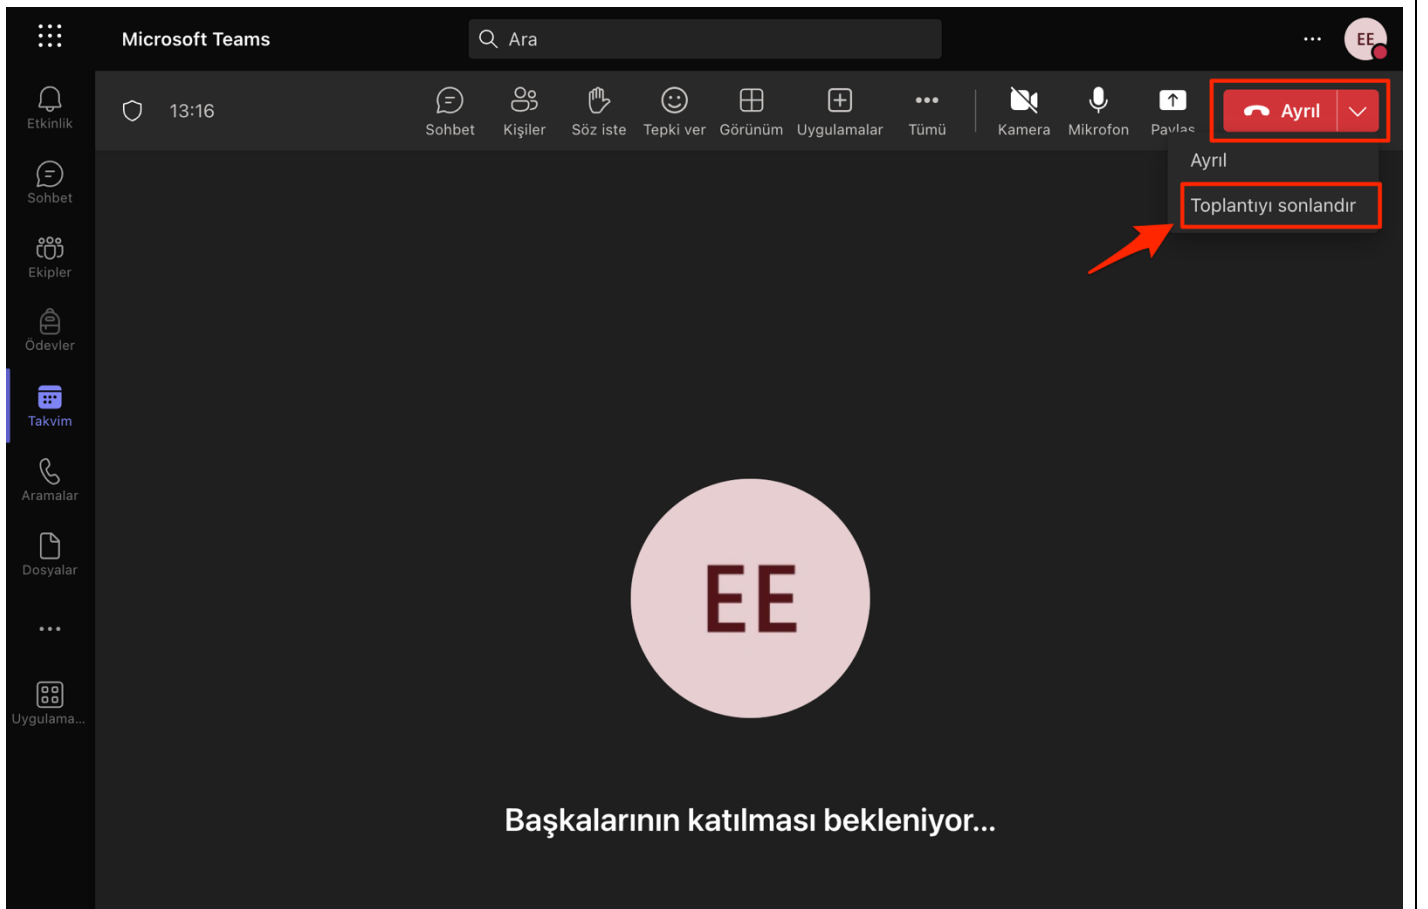 Microsoft Teams
Ara
EE
13:16
Sohbet
Kişiler
Söz iste
Tepki ver
Görünüm
Uygulamalar
Tümü
Kamera
Mikrofon
Paylaş
Ayrıl
Ayrıl
Toplantıyı sonlandır
Etkinlik
Sohbet
Ekipler
Ödevler
Takvim
Aramalar
Dosyalar
Uygulama...
EE
Başkalarının katılması bekleniyor...